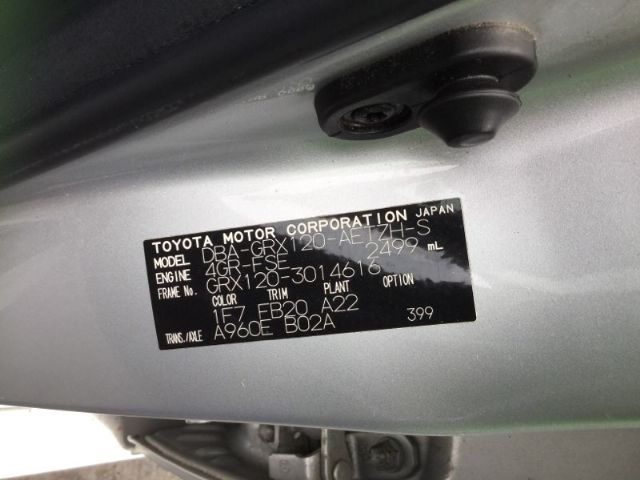 TOYOTA MOTOR CORPORATION JAPAN
MODEL DBA-GRX120-AETZH-S
ENGINE 4GR-FSE 2499 mL
FRAME No. GRX120-3014616
COLOR TRIM PLANT OPTION
1F7 FB20 A22
TRANS./AXLE A960E B02A 399